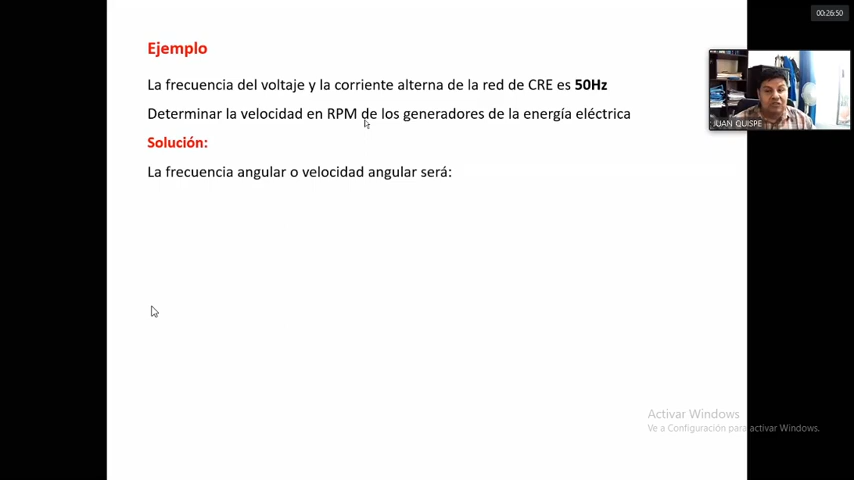 00:26:50
Ejemplo
La frecuencia del voltaje y la corriente alterna de la red de CRE es 50Hz
Determinar la velocidad en RPM de los generadores de la energía eléctrica
JUAN QUISPE
Solución:
La frecuencia angular o velocidad angular será:
Activar Windows
Ve a Configuración para activar Windows.